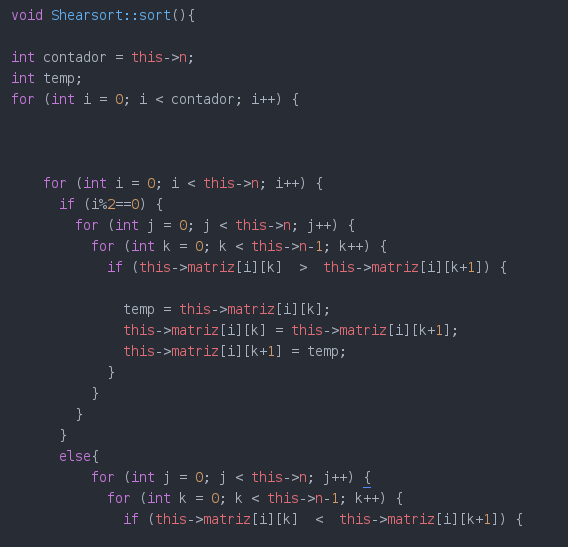 void Shearsort::sort(){
int contador = this->n;
int temp;
for (int i = 0; i < contador; i++) {
for (int i = 0; i < this->n; i++) {
if (i%2==0) {
for (int j = 0; j < this->n; j++) {
for (int k = 0; k < this->n-1; k++) {
if (this->matriz[i][k]  >  this->matriz[i][k+1]) {
temp = this->matriz[i][k];
this->matriz[i][k] = this->matriz[i][k+1];
this->matriz[i][k+1] = temp;
}
}
}
}
else{
for (int j = 0; j < this->n; j++) {
for (int k = 0; k < this->n-1; k++) {
if (this->matriz[i][k]  <  this->matriz[i][k+1]) {